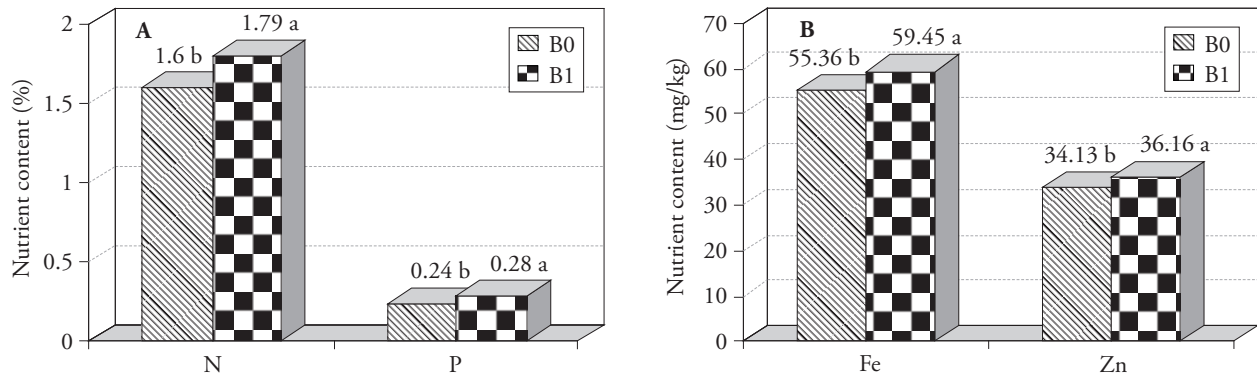 A
B0
B1
Nutrient content (%)
2
1.5
1
0.5
0
1.6 b
1.79 a
0.24 b
0.28 a
N
P
B
B0
B1
Nutrient content (mg/kg)
70
60
50
40
30
20
10
0
55.36 b
59.45 a
34.13 b
36.16 a
Fe
Zn